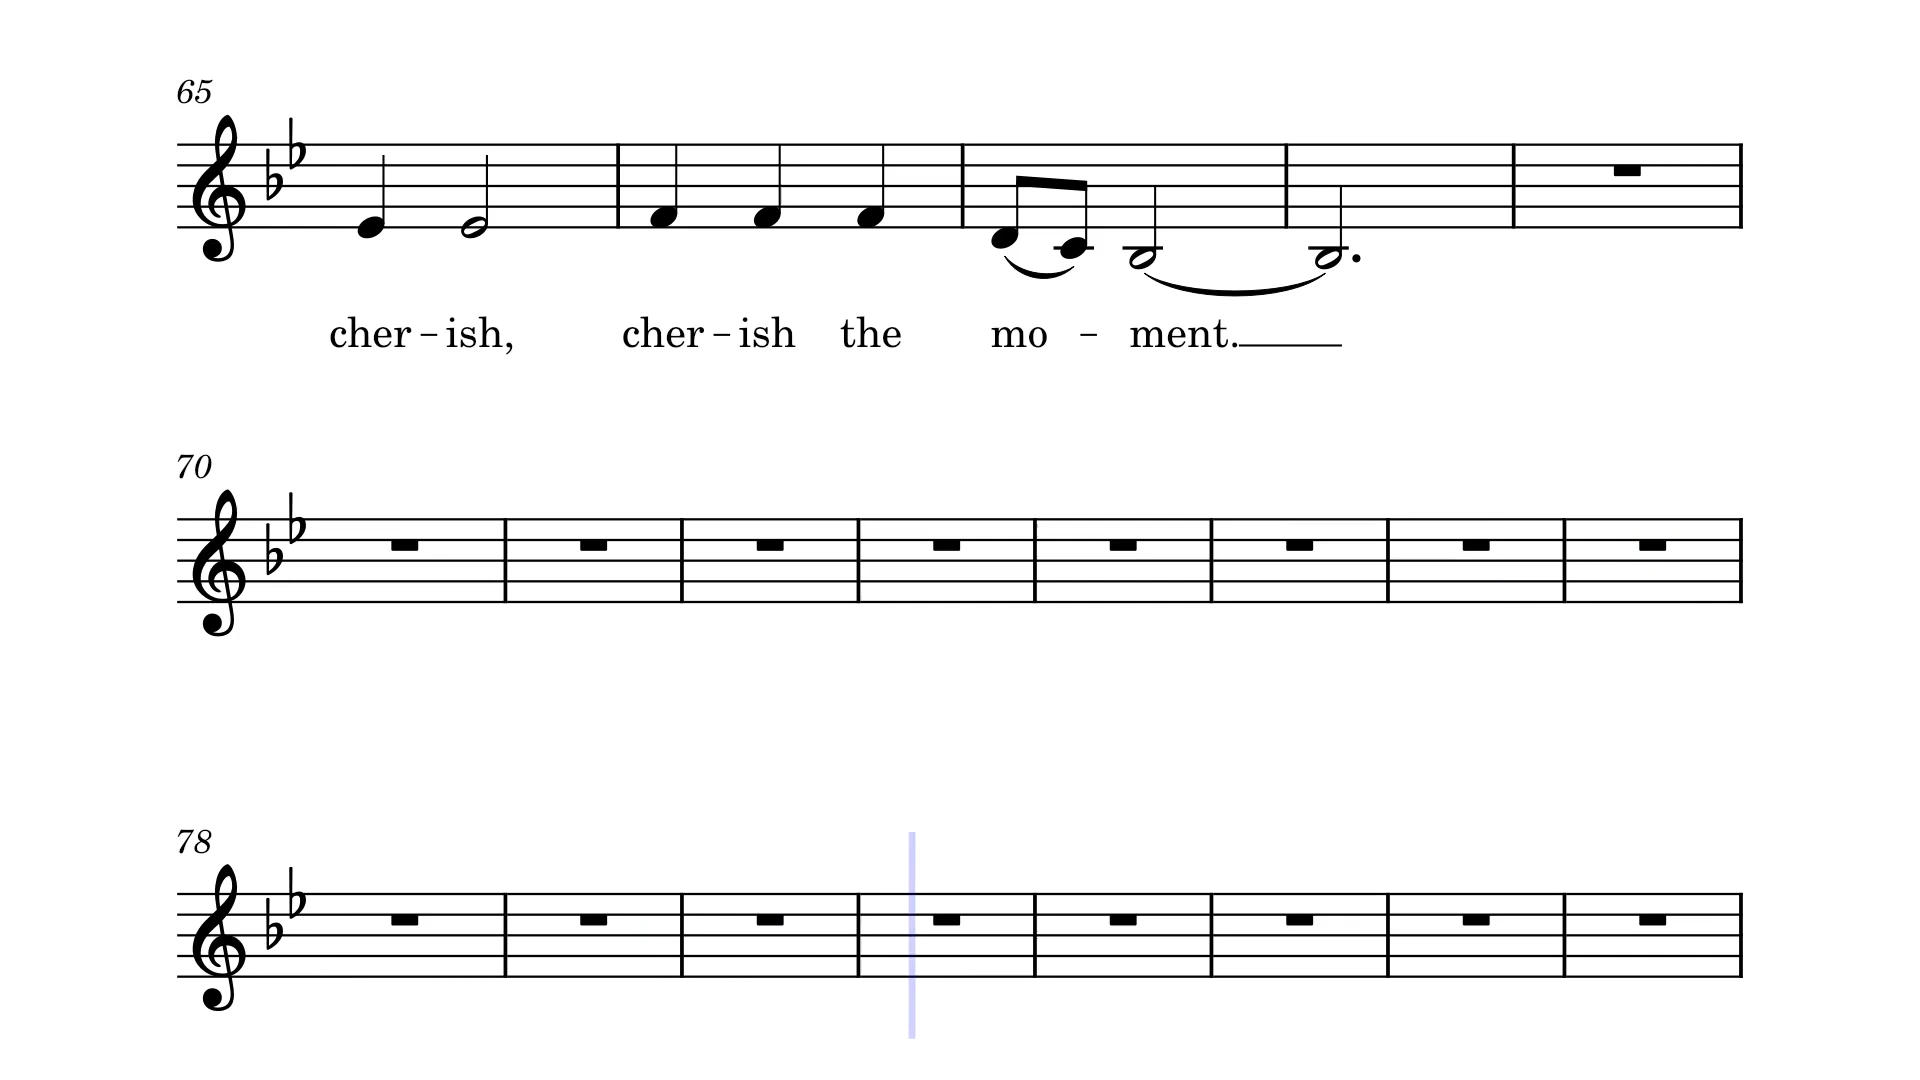 65
cher – ish, cher – ish the mo – ment.
70
78